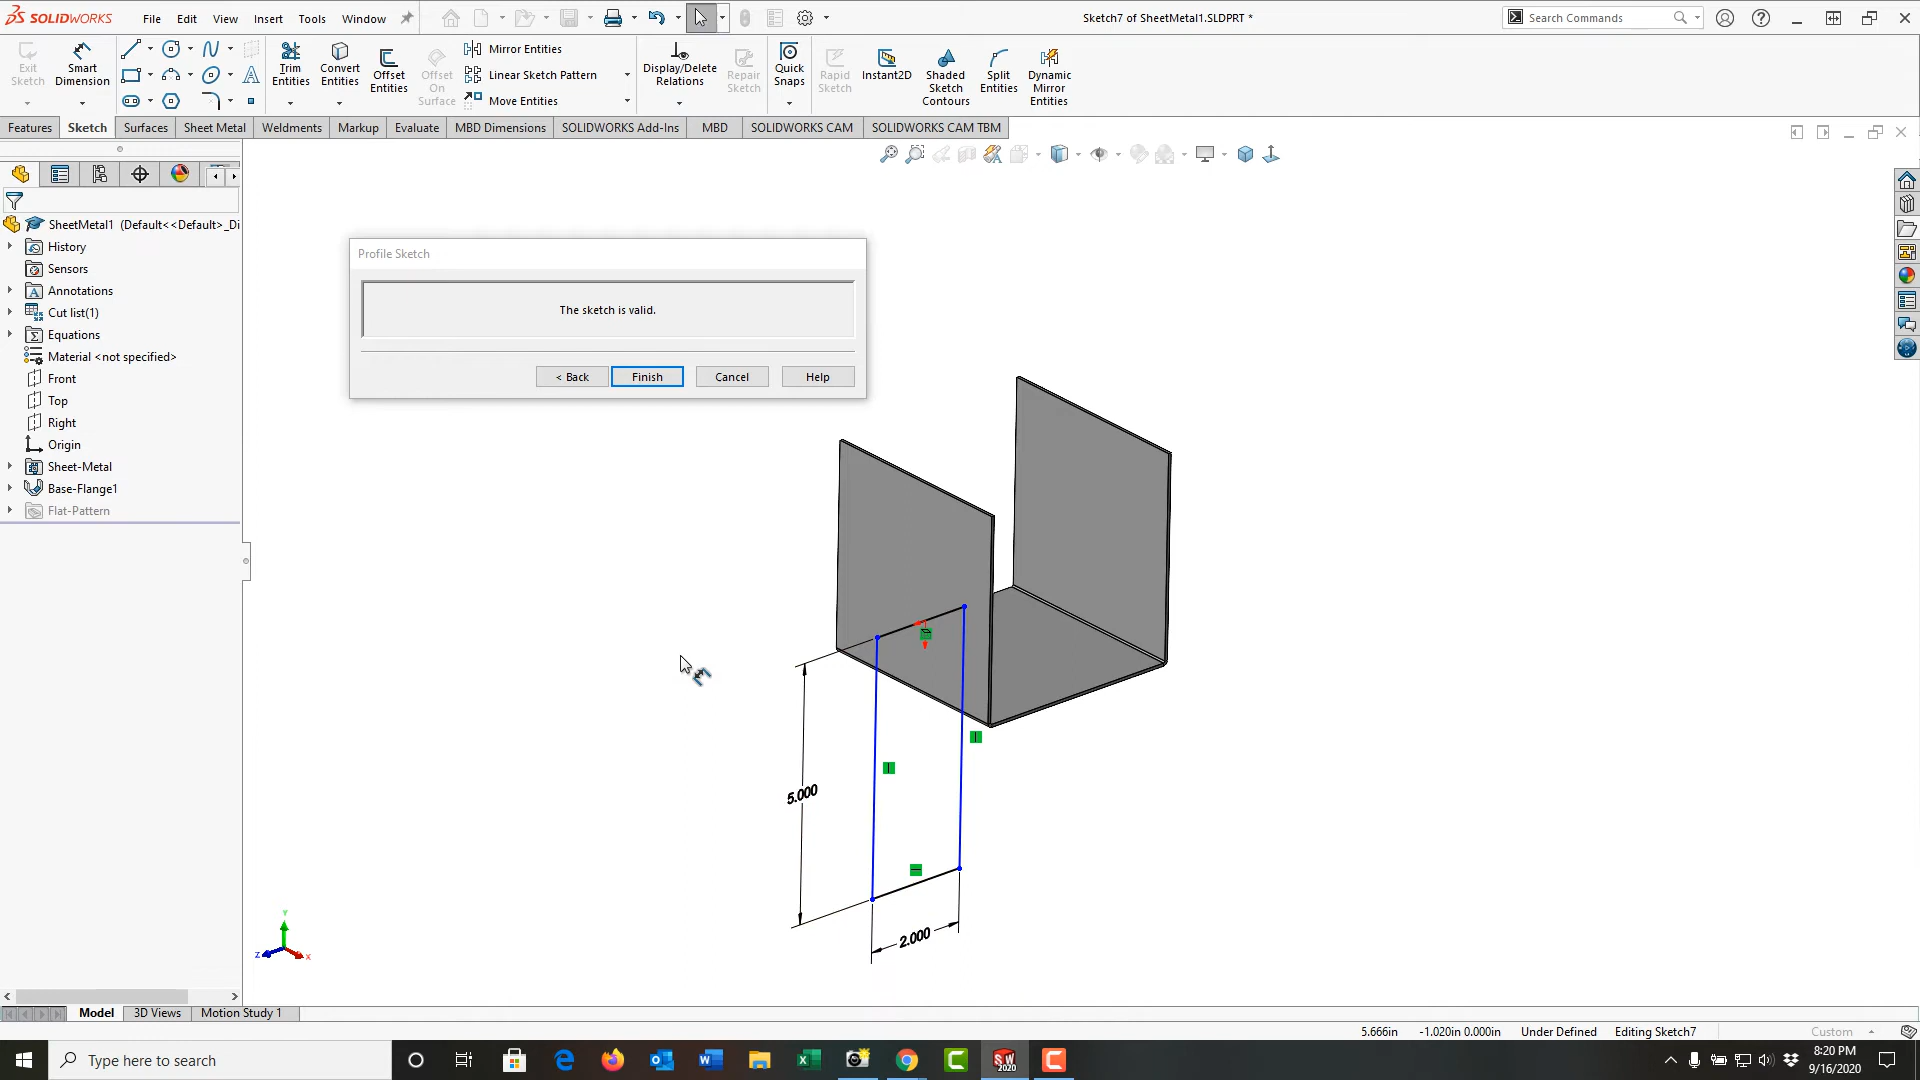 SOLIDWORKS File Edit View Insert Tools Window Sketch7 of SheetMetal1.SLDPRT * Search Commands
Exit Sketch
Smart Dimension
Trim Entities
Convert Entities
Offset Entities
Offset On Surface
Mirror Entities
Linear Sketch Pattern
Move Entities
Display/Delete Relations
Repair Sketch
Quick Snaps
Rapid Sketch
Instant2D
Shaded Sketch Contours
Split Entities
Dynamic Mirror Entities
Features Sketch Surfaces Sheet Metal Weldments Markup Evaluate MBD Dimensions SOLIDWORKS Add-Ins MBD SOLIDWORKS CAM SOLIDWORKS CAM TBM
SheetMetal1 (Default<<Default>_Di
History
Sensors
Annotations
Cut list(1)
Equations
Material <not specified>
Front
Top
Right
Origin
Sheet-Metal
Base-Flange1
Flat-Pattern
Profile Sketch
The sketch is valid.
< Back Finish Cancel Help
5.000
2.000
Y
Z X
Model 3D Views Motion Study 1
5.666in -1.020in 0.000in Under Defined Editing Sketch7 Custom
Type here to search
SW 2020
8:20 PM
9/16/2020